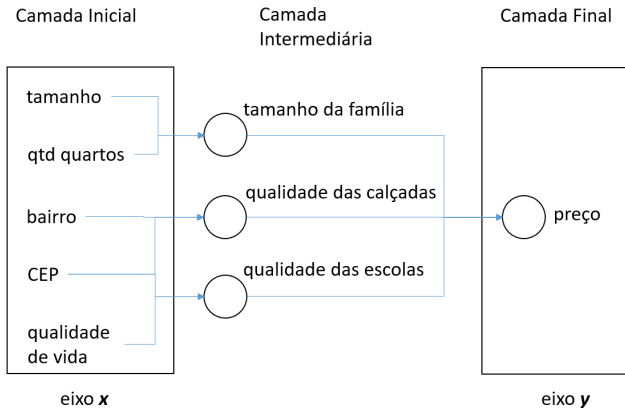 Camada Inicial
Camada
Intermediária
Camada Final
tamanho
qtd quartos
bairro
CEP
qualidade
de vida
tamanho da família
qualidade das calçadas
qualidade das escolas
preço
eixo x
eixo y